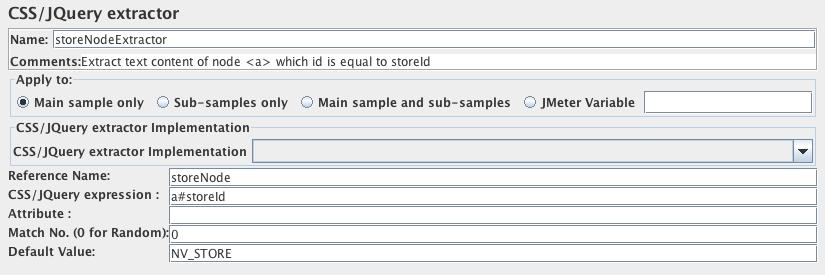 CSS/JQuery extractor
Name: storeNodeExtractor
Comments:Extract text content of node <a> which id is equal to storeId
Apply to:
Main sample only Sub-samples only Main sample and sub-samples JMeter Variable
CSS/JQuery extractor Implementation
CSS/JQuery extractor Implementation
Reference Name: storeNode
CSS/JQuery expression : a#storeId
Attribute :
Match No. (0 for Random): 0
Default Value: NV_STORE